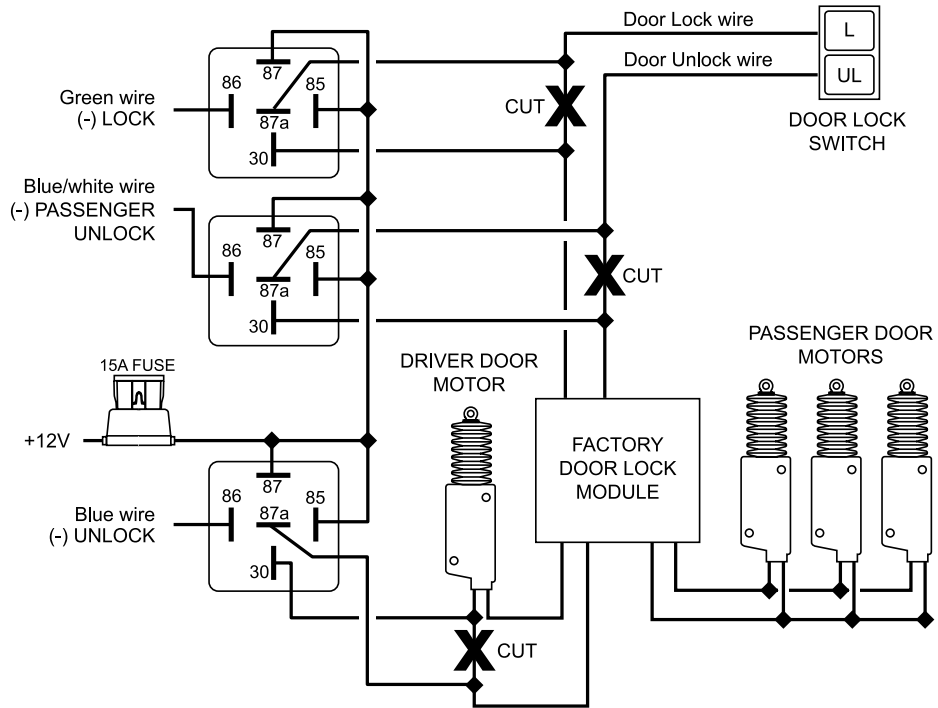 Door Lock wire
L
Door Unlock wire
UL
DOOR LOCK
SWITCH
CUT
87
86
85
87a
30
Green wire
(-) LOCK
Blue/white wire
(-) PASSENGER
UNLOCK
87
86
85
87a
30
CUT
15A FUSE
+12V
DRIVER DOOR
MOTOR
PASSENGER DOOR
MOTORS
FACTORY
DOOR LOCK
MODULE
87
86
85
87a
30
Blue wire
(-) UNLOCK
CUT